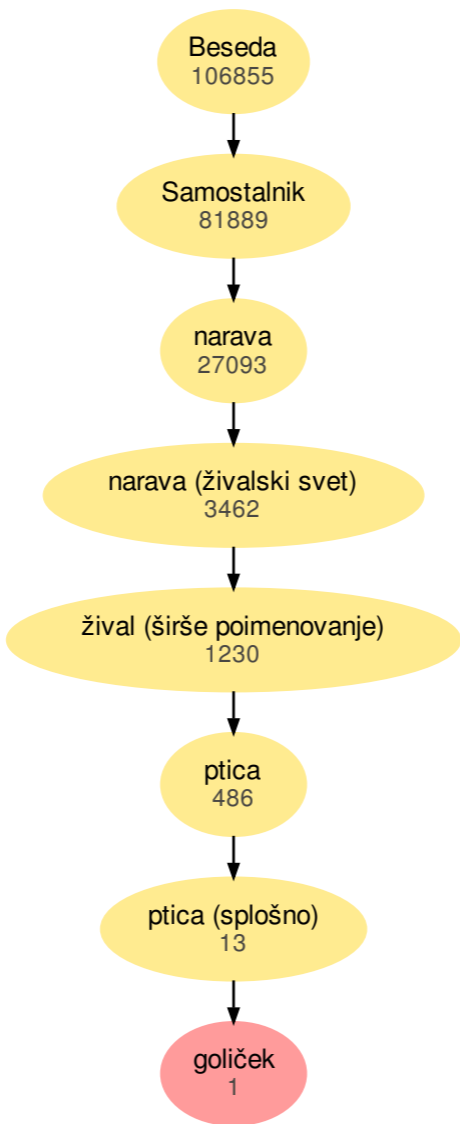 Beseda
106855
Samostalnik
81889
narava
27093
narava (živalski svet)
3462
žival (širše poimenovanje)
1230
ptica
486
ptica (splošno)
13
goliček
1